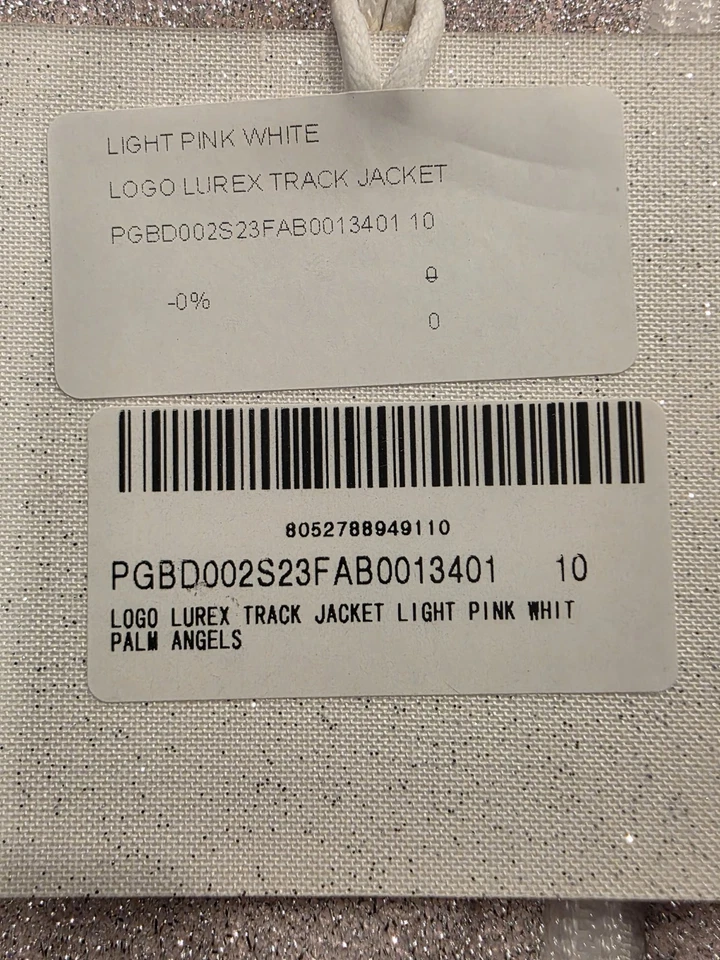 LIGHT PINK WHITE
LOGO LUREX TRACK JACKET
PGBD002S23FAB0013401 10
0
-0%
0
8052788949110
PGBD002S23FAB0013401 10
LOGO LUREX TRACK JACKET LIGHT PINK WHIT
PALM ANGELS